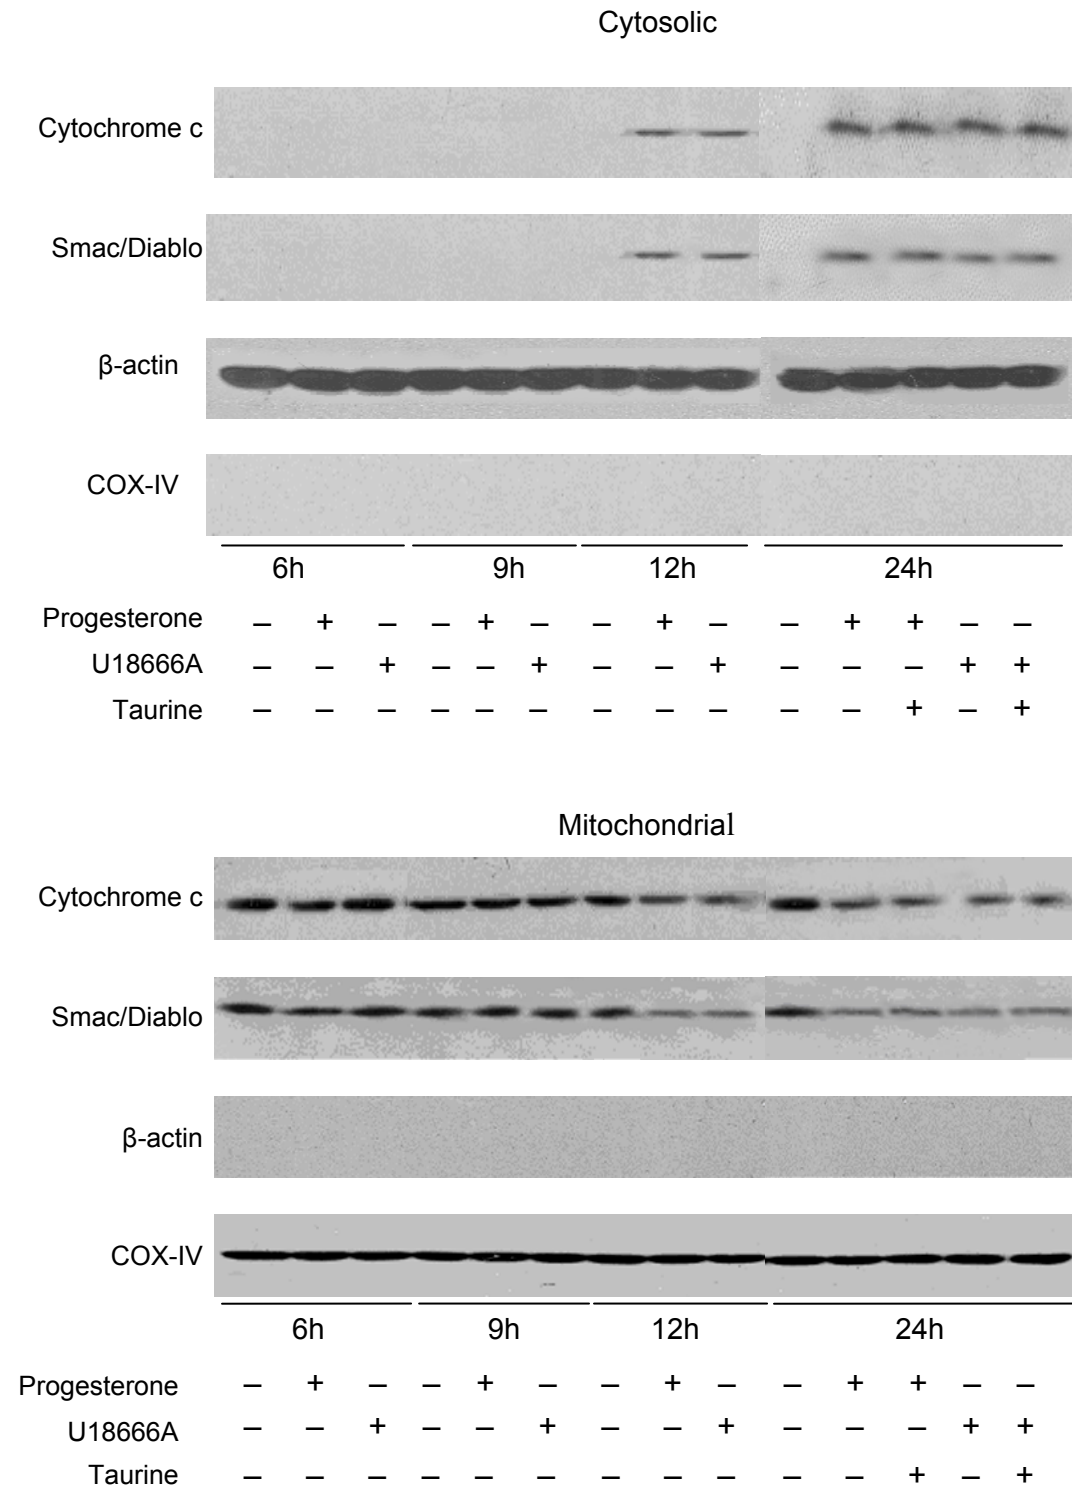 Cytosolic
Cytochrome c
Smac/Diablo
β-actin
COX-IV
6h 9h 12h 24h
Progesterone – + – – + – – + – – + + – –
U18666A – – + – – + – – + – – – + +
Taurine – – – – – – – – – – – + – +
Mitochondrial
Cytochrome c
Smac/Diablo
β-actin
COX-IV
6h 9h 12h 24h
Progesterone – + – – + – – + – – + + – –
U18666A – – + – – + – – + – – – + +
Taurine – – – – – – – – – – – + – +